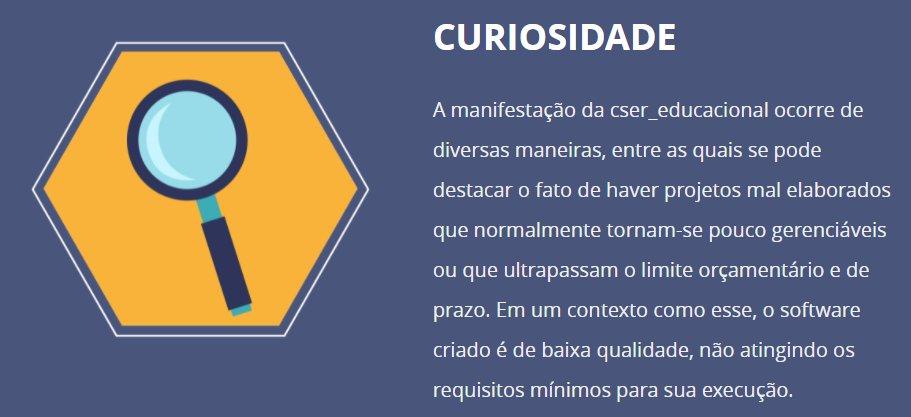 CURIOSIDADE
A manifestação da cser_educacional ocorre de
diversas maneiras, entre as quais se pode
destacar o fato de haver projetos mal elaborados
que normalmente tornam-se pouco gerenciáveis
ou que ultrapassam o limite orçamentário e de
prazo. Em um contexto como esse, o software
criado é de baixa qualidade, não atingindo os
requisitos mínimos para sua execução.